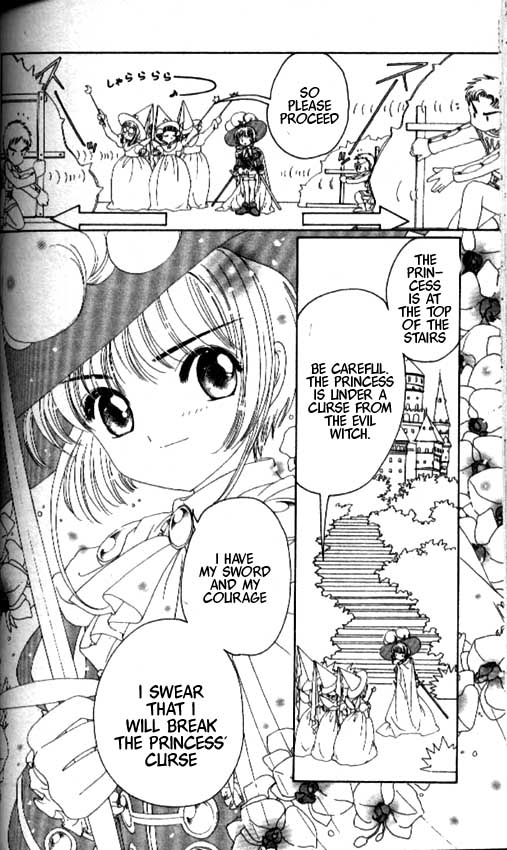 SO
PLEASE
PROCEED
しゃらららら
THE
PRIN-
CESS
IS AT
THE TOP
OF THE
STAIRS
BE CAREFUL.
THE PRINCESS
IS UNDER A
CURSE FROM
THE EVIL
WITCH.
I HAVE
MY SWORD
AND MY
COURAGE
I SWEAR
THAT I
WILL BREAK
THE PRINCESS'
CURSE